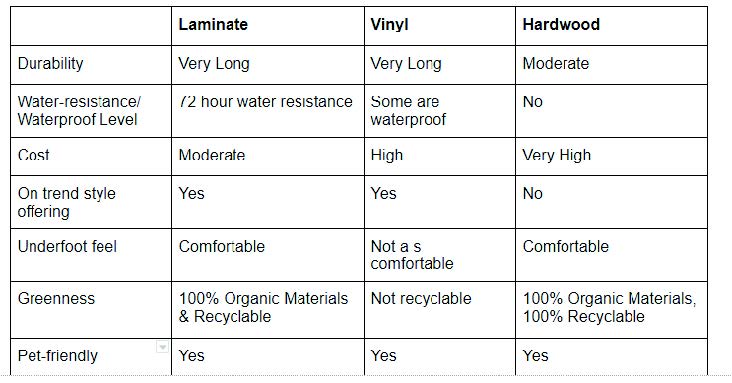 Laminate Vinyl Hardwood
Durability Very Long Very Long Moderate
Water-resistance/ 72 hour water resistance Some are No
Waterproof Level waterproof
Cost Moderate High Very High
On trend style Yes Yes No
offering
Underfoot feel Comfortable Not a s Comfortable
comfortable
Greenness 100% Organic Materials Not recyclable 100% Organic Materials,
& Recyclable 100% Recyclable
Pet-friendly Yes Yes Yes